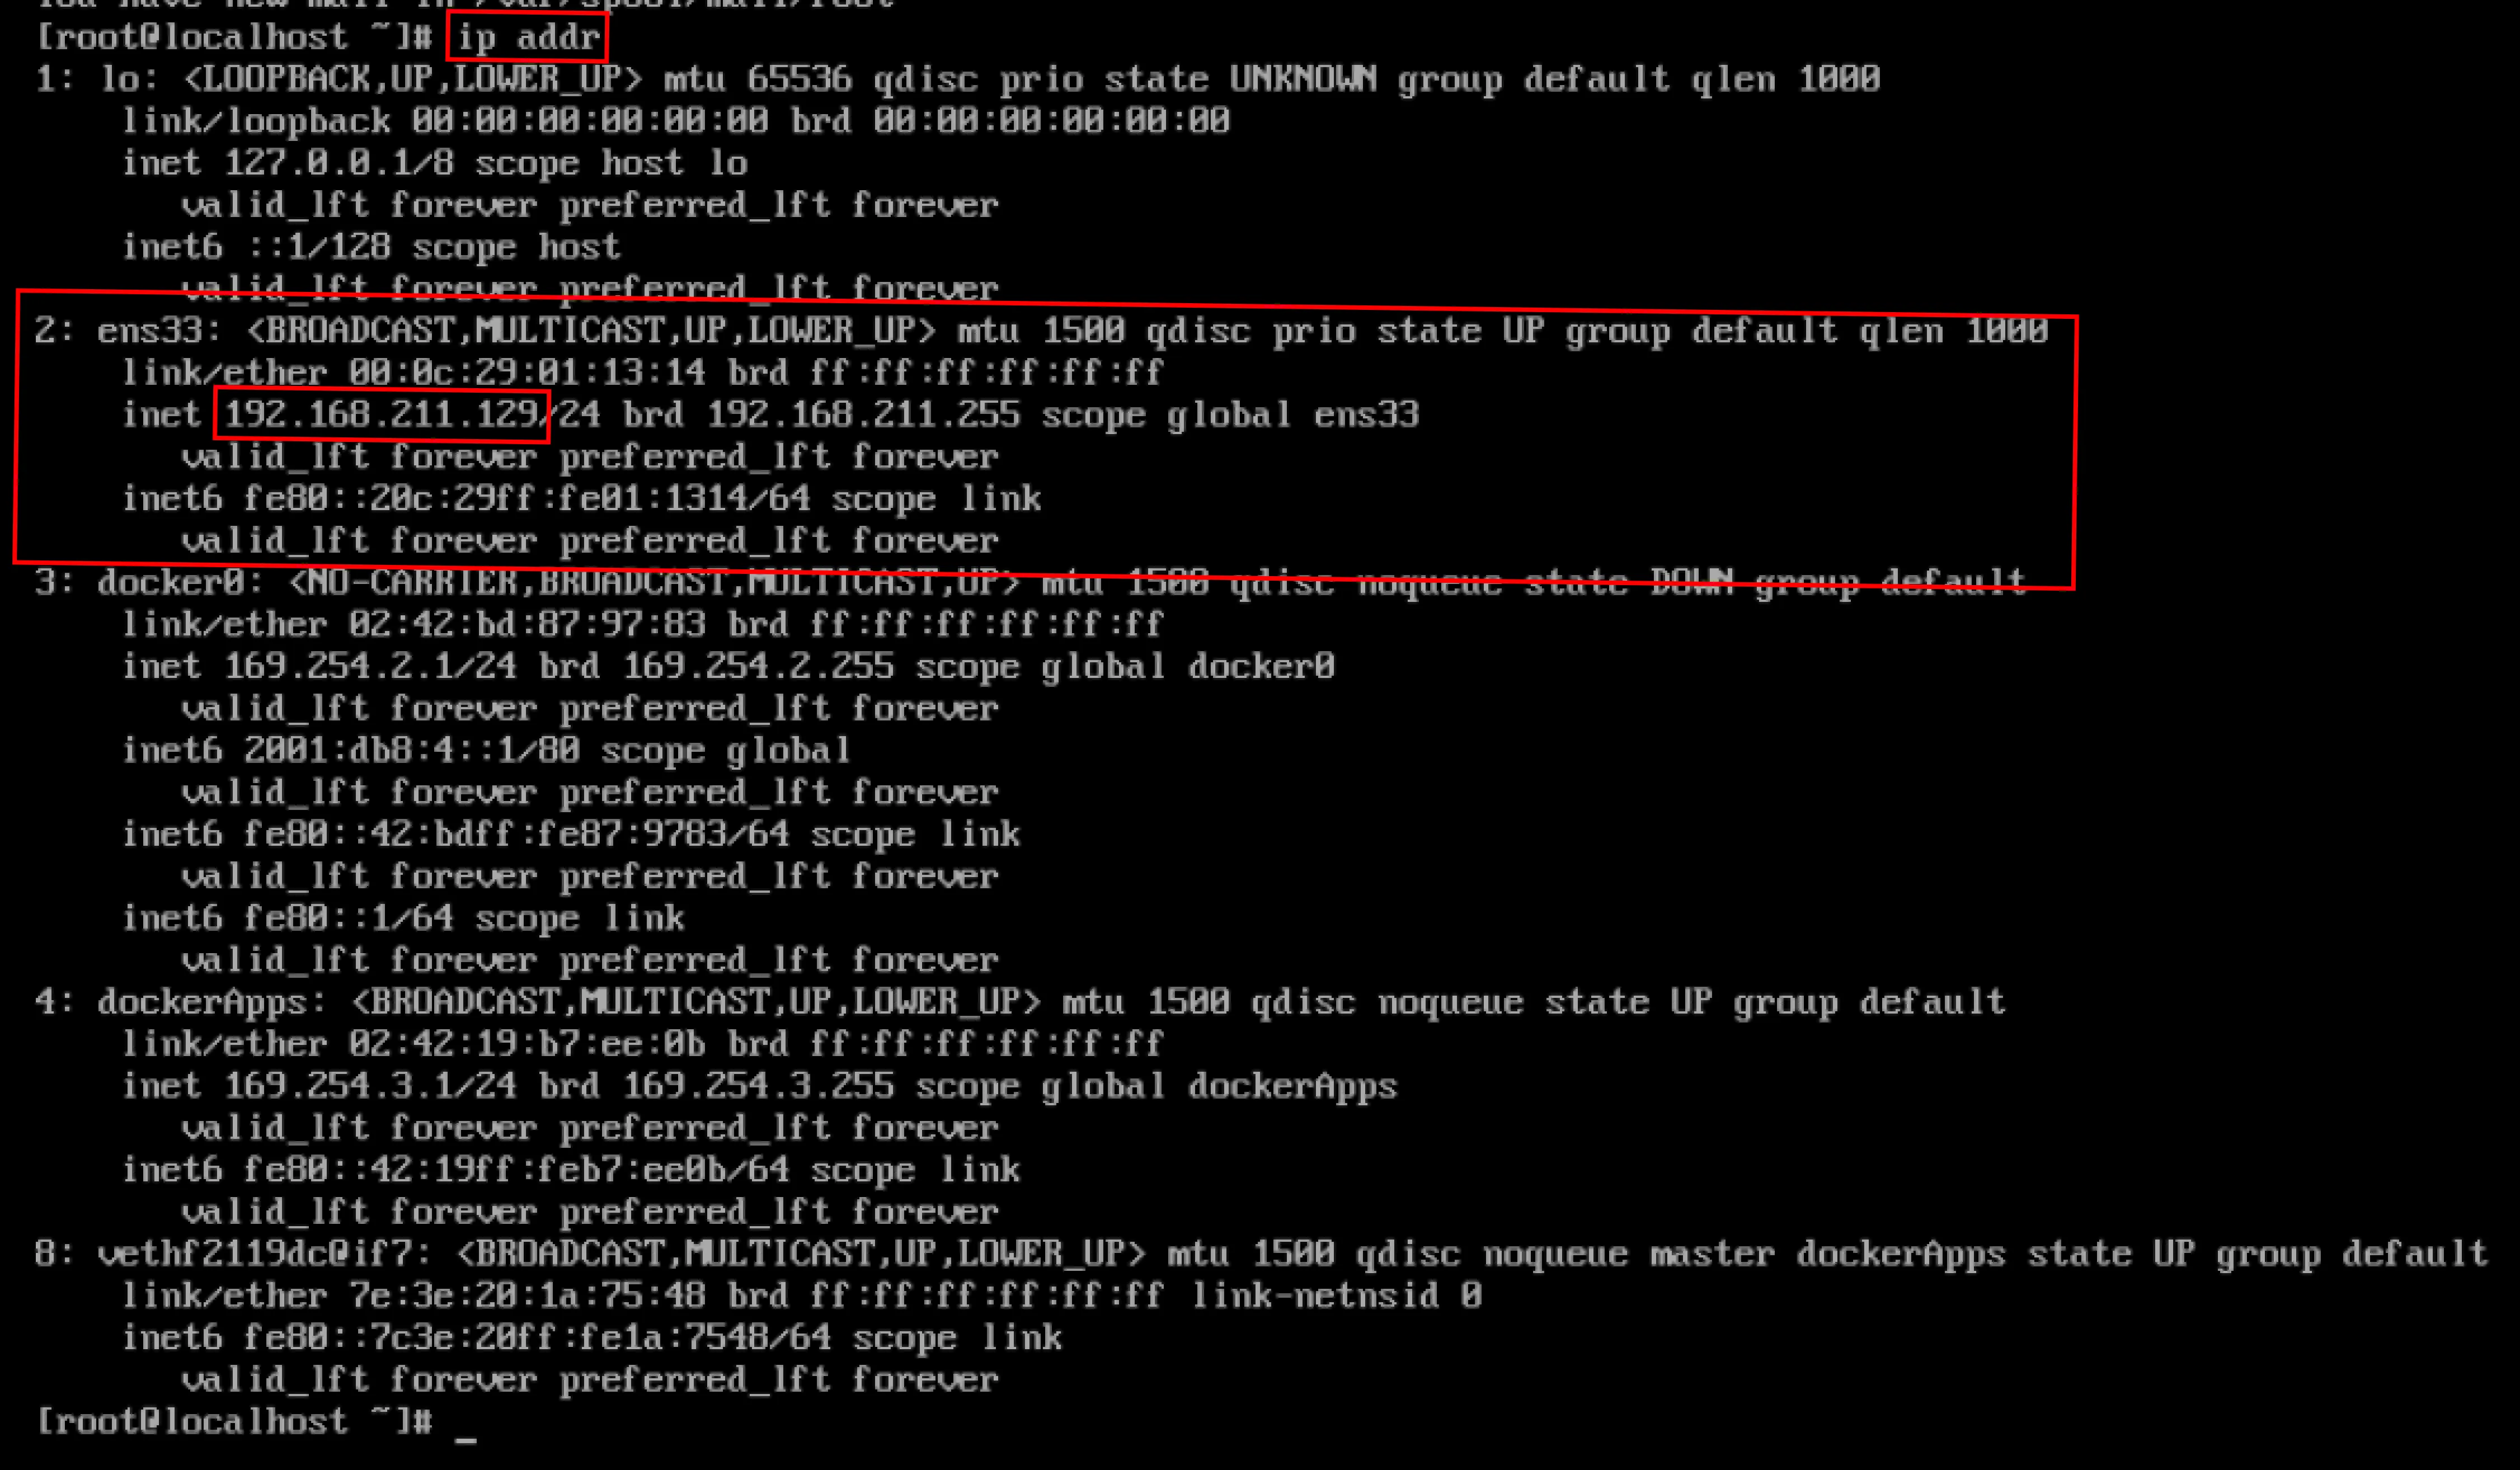 You have new mail in /var/spool/mail/root
[root@localhost ~]# ip addr
1: lo: <LOOPBACK,UP,LOWER_UP> mtu 65536 qdisc prio state UNKNOWN group default qlen 1000
link/loopback 00:00:00:00:00:00 brd 00:00:00:00:00:00
inet 127.0.0.1/8 scope host lo
valid_lft forever preferred_lft forever
inet6 ::1/128 scope host
valid_lft forever preferred_lft forever
2: ens33: <BROADCAST,MULTICAST,UP,LOWER_UP> mtu 1500 qdisc prio state UP group default qlen 1000
link/ether 00:0c:29:01:13:14 brd ff:ff:ff:ff:ff:ff
inet 192.168.211.129/24 brd 192.168.211.255 scope global ens33
valid_lft forever preferred_lft forever
inet6 fe80::20c:29ff:fe01:1314/64 scope link
valid_lft forever preferred_lft forever
3: docker0: <NO-CARRIER,BROADCAST,MULTICAST,UP> mtu 1500 qdisc noqueue state DOWN group default
link/ether 02:42:bd:87:97:83 brd ff:ff:ff:ff:ff:ff
inet 169.254.2.1/24 brd 169.254.2.255 scope global docker0
valid_lft forever preferred_lft forever
inet6 2001:db8:4::1/80 scope global
valid_lft forever preferred_lft forever
inet6 fe80::42:bdff:fe87:9783/64 scope link
valid_lft forever preferred_lft forever
inet6 fe80::1/64 scope link
valid_lft forever preferred_lft forever
4: dockerApps: <BROADCAST,MULTICAST,UP,LOWER_UP> mtu 1500 qdisc noqueue state UP group default
link/ether 02:42:19:b7:ee:0b brd ff:ff:ff:ff:ff:ff
inet 169.254.3.1/24 brd 169.254.3.255 scope global dockerApps
valid_lft forever preferred_lft forever
inet6 fe80::42:19ff:feb7:ee0b/64 scope link
valid_lft forever preferred_lft forever
8: vethf2119dc@if7: <BROADCAST,MULTICAST,UP,LOWER_UP> mtu 1500 qdisc noqueue master dockerApps state UP group default
link/ether 7e:3e:20:1a:75:48 brd ff:ff:ff:ff:ff:ff link-netnsid 0
inet6 fe80::7c3e:20ff:fe1a:7548/64 scope link
valid_lft forever preferred_lft forever
[root@localhost ~]# _